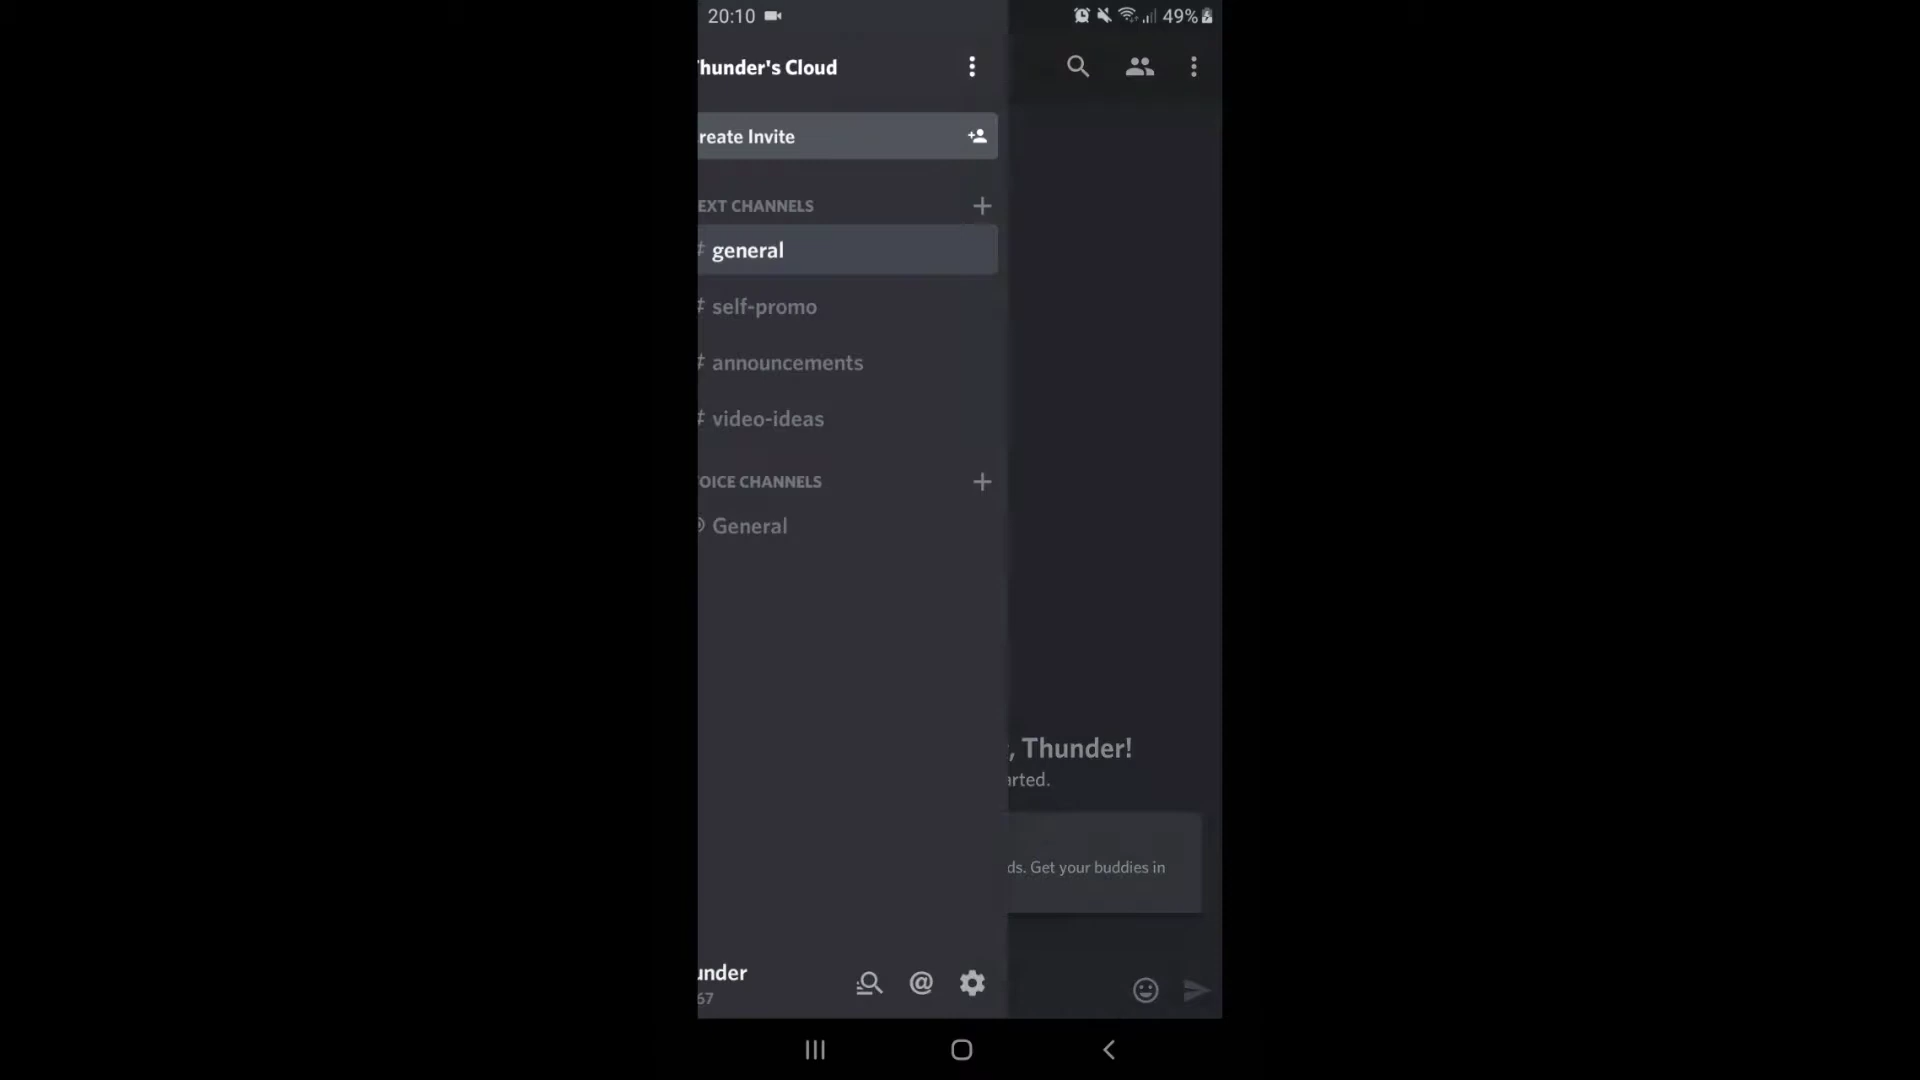 20:10
49%
hunder's Cloud
reate Invite
EXT CHANNELS
# general
# self-promo
# announcements
# video-ideas
OICE CHANNELS
General
, Thunder!
arted.
ds. Get your buddies in
under
67